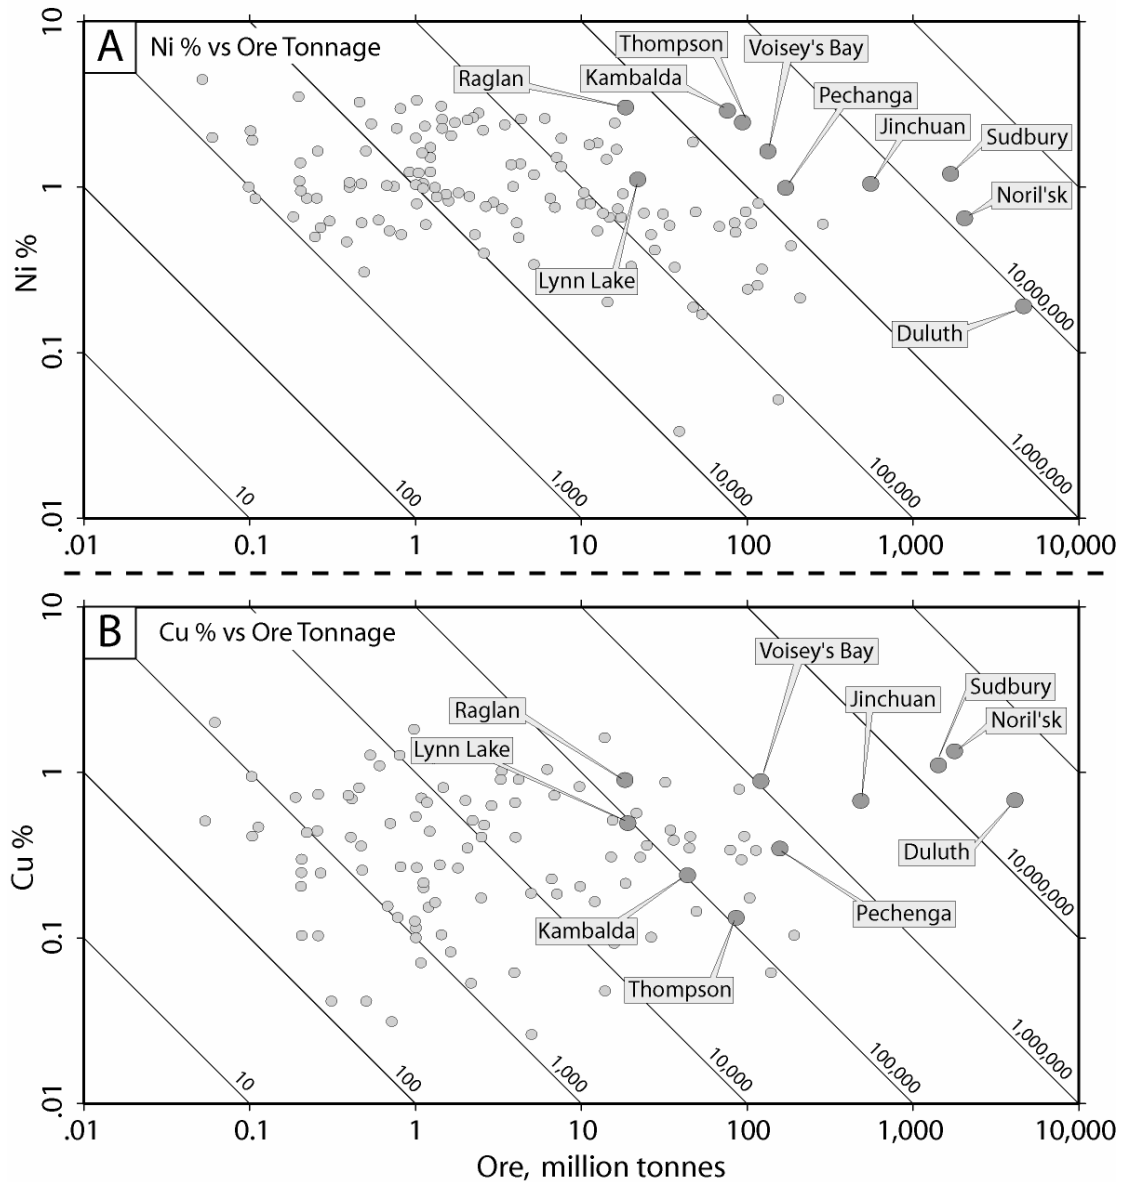 A
Ni % vs Ore Tonnage
Thompson
Voisey's Bay
Raglan
Kambalda
Pechanga
Jinchuan
Sudbury
Noril'sk
Lynn Lake
Duluth
10
1
0.1
.01
Ni %
10
100
1,000
10,000
100,000
1,000,000
10,000,000
.01
0.1
1
10
100
1,000
10,000
B
Cu % vs Ore Tonnage
Voisey's Bay
Sudbury
Jinchuan
Raglan
Noril'sk
Lynn Lake
Duluth
Pechenga
Kambalda
Thompson
10
1
0.1
.01
Cu %
10
100
1,000
10,000
100,000
1,000,000
10,000,000
.01
0.1
1
10
100
1,000
10,000
Ore, million tonnes